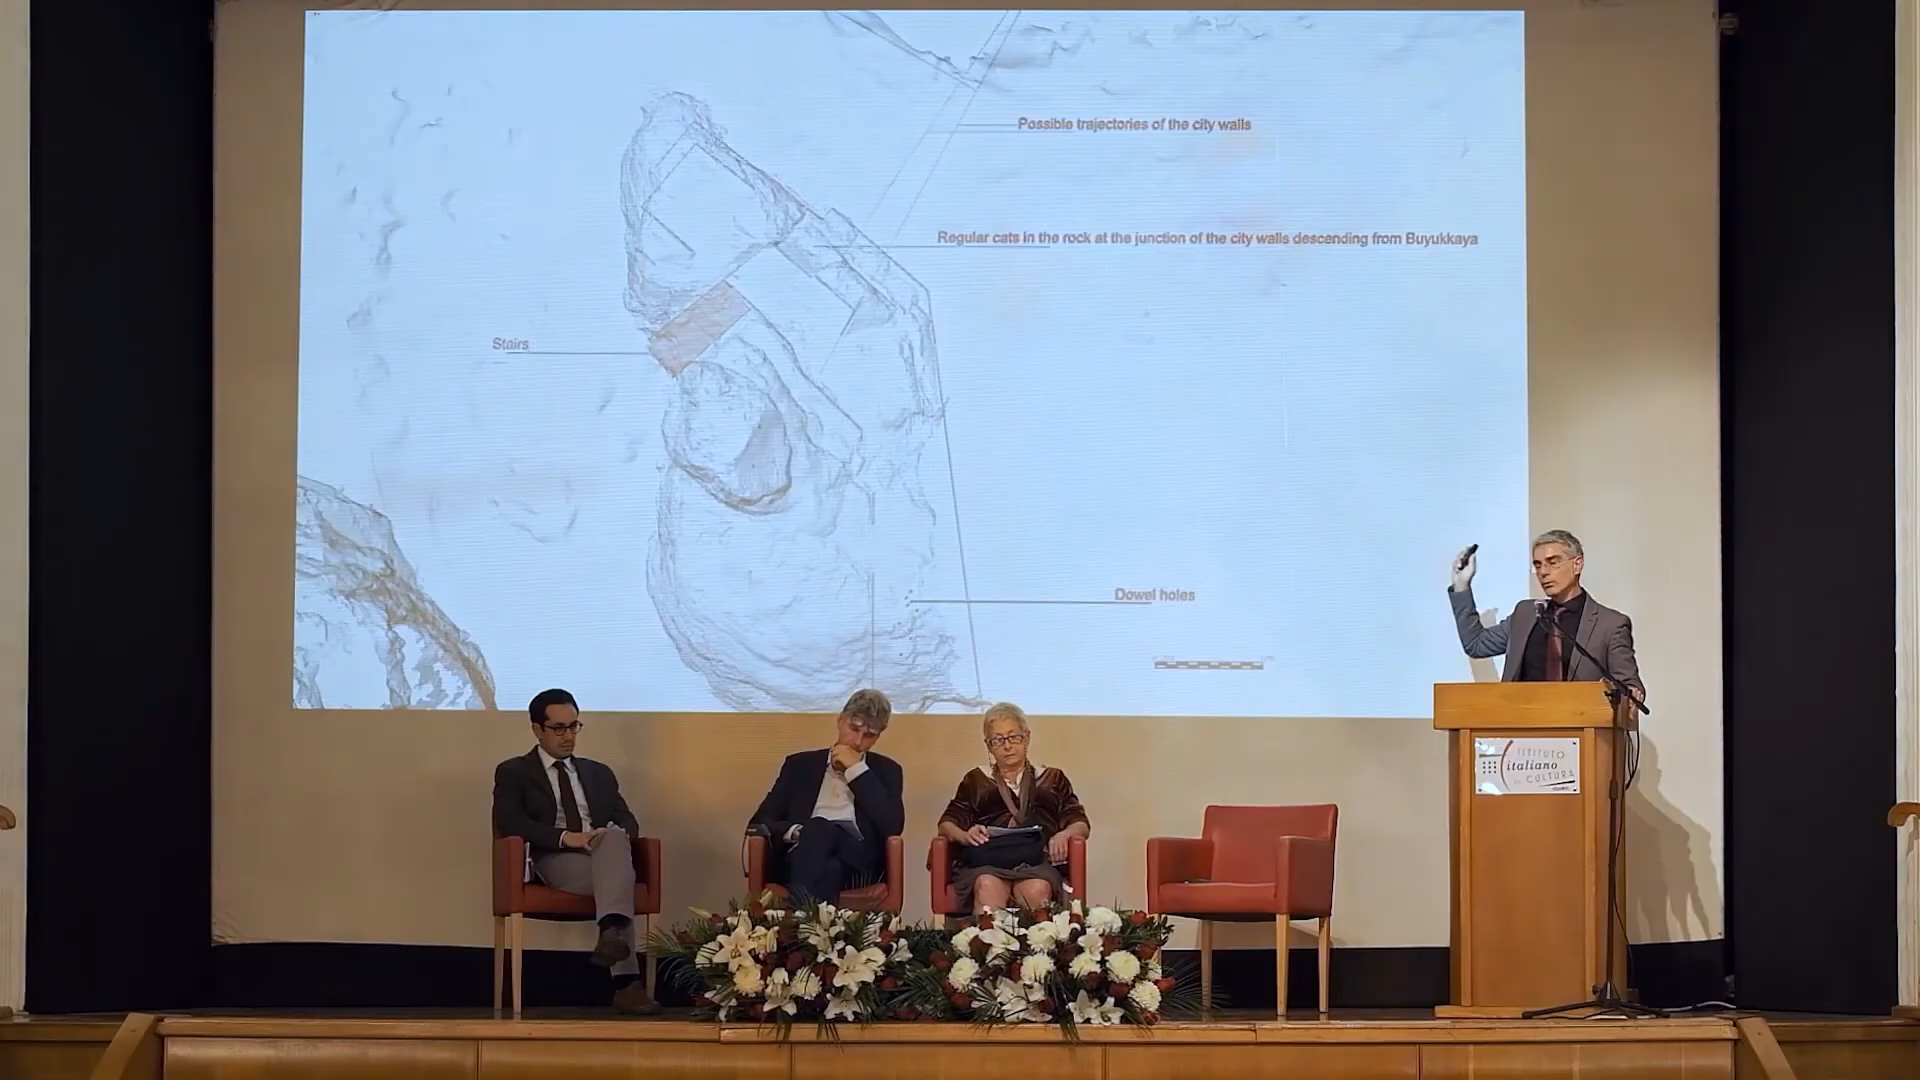 Possible trajectories of the city walls
Regular cats in the rock at the junction of the city walls descending from Buyukkaya
Stairs
Dowel holes
ISTITUTO
italiano
DI CULTURA